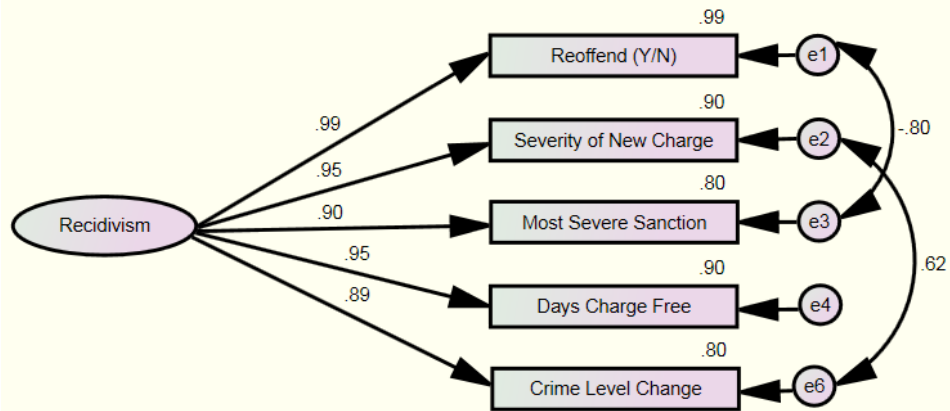 .99
Reoffend (Y/N)
e1
.99
.90
Severity of New Charge
e2
-.80
.95
.80
Recidivism
.90
Most Severe Sanction
e3
.95
.90
.62
Days Charge Free
e4
.89
.80
Crime Level Change
e6